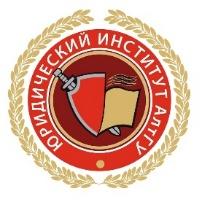 ЮРИДИЧЕСКИЙ ИНСТИТУТ АЛТГУ